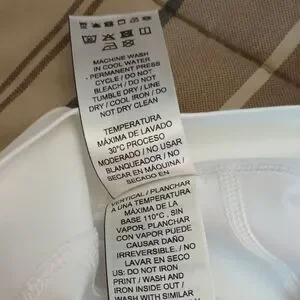 MACHINE WASH
IN COOL WATER
- PERMANENT PRESS
CYCLE / DO NOT
BLEACH / DO NOT
TUMBLE DRY / LINE
DRY / COOL IRON / DO
NOT DRY CLEAN
TEMPERATURA
MÁXIMA DE LAVADO
30°C PROCESO
MODERADO / NO USAR
BLANQUEADOR / NO
SECAR EN MÁQUINA /
SECADO EN
VERTICAL / PLANCHAR
A UNA TEMPERATURA
MÁXIMA DE LA
BASE 110°C , SIN
VAPOR, PLANCHAR
CON VAPOR PUEDE
CAUSAR DAÑO
IRREVERSIBLE. / NO
LAVAR EN SECO
US: DO NOT IRON
PRINT / WASH AND
IRON INSIDE OUT /
WASH WITH SIMILAR